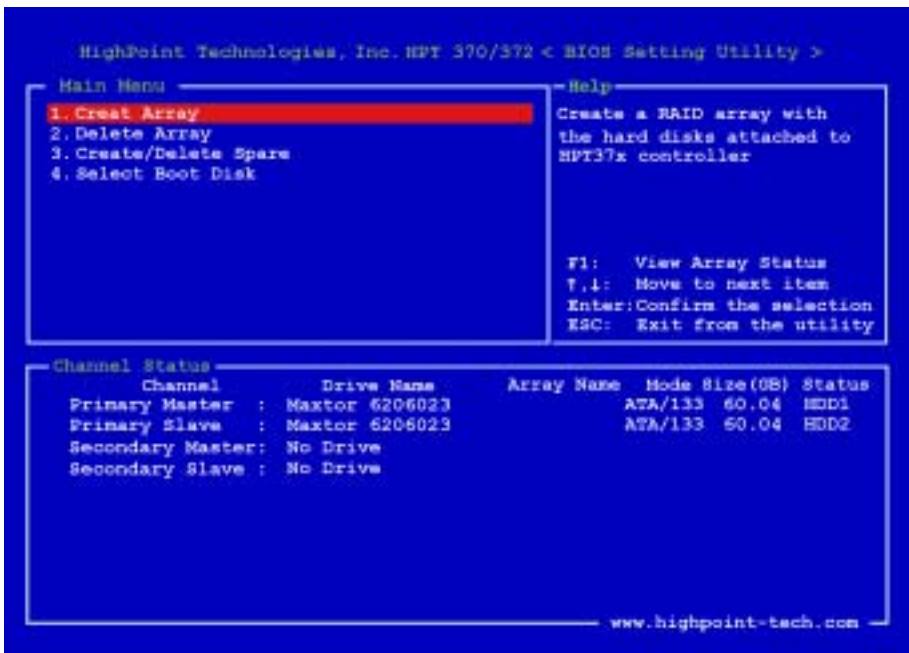 HighPoint Technologies, Inc. HPT 370/372 < BIOS Setting Utility >
Main Menu
1. Creat Array
2. Delete Array
3. Create/Delete Spare
4. Select Boot Disk
Help
Create a RAID array with
the hard disks attached to
HPT37x controller
F1: View Array Status
↑,↓: Move to next item
Enter:Confirm the selection
ESC: Exit from the utility
Channel Status
Channel Drive Name Array Name Mode Size(GB) Status
Primary Master : Maxtor 6206023 ATA/133 60.04 HDD1
Primary Slave : Maxtor 6206023 ATA/133 60.04 HDD2
Secondary Master: No Drive
Secondary Slave : No Drive
www.highpoint-tech.com